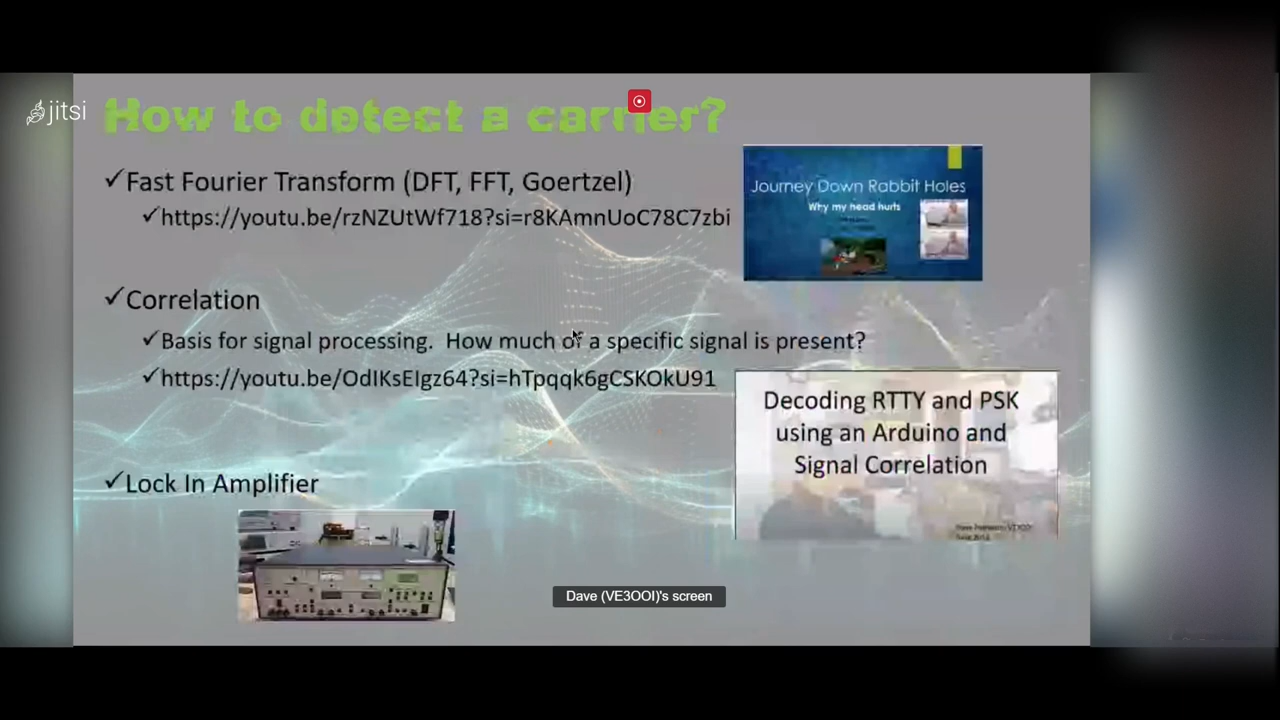 jitsi
How to detect a carrier?
Fast Fourier Transform (DFT, FFT, Goertzel)
https://youtu.be/rzNZUtWf718?si=r8KAmnUoC78C7zbi
Journey Down Rabbit Holes
Why my head hurts
Correlation
Basis for signal processing. How much of a specific signal is present?
https://youtu.be/OdIKsEIgz64?si=hTpqqk6gCSKOkU91
Decoding RTTY and PSK
using an Arduino and
Signal Correlation
Lock In Amplifier
Dave (VE3OOI)'s screen